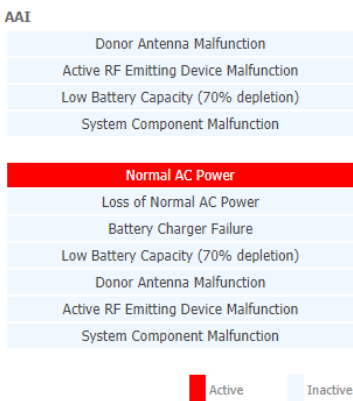 AAI
Donor Antenna Malfunction
Active RF Emitting Device Malfunction
Low Battery Capacity (70% depletion)
System Component Malfunction
Normal AC Power
Loss of Normal AC Power
Battery Charger Failure
Low Battery Capacity (70% depletion)
Donor Antenna Malfunction
Active RF Emitting Device Malfunction
System Component Malfunction
Active Inactive